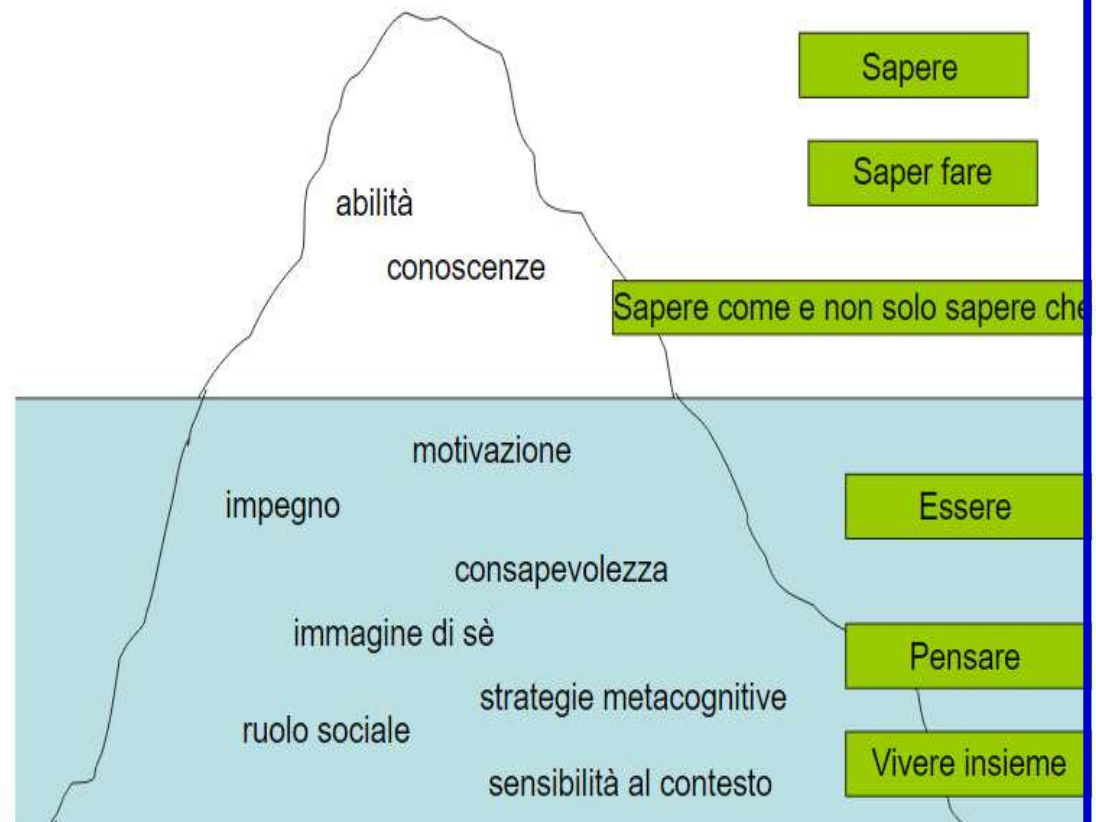 Sapere
Saper fare
abilità
conoscenze
Sapere come e non solo sapere che
motivazione
impegno
Essere
consapevolezza
immagine di sè
Pensare
strategie metacognitive
ruolo sociale
Vivere insieme
sensibilità al contesto